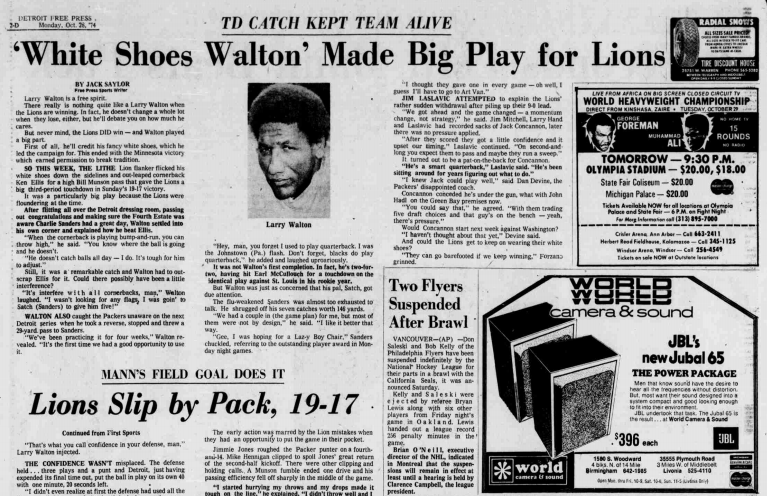 DETROIT FREE PRESS
2-D Monday, Oct. 28, '74
TD CATCH KEPT TEAM ALIVE
'White Shoes Walton' Made Big Play for Lions
BY JACK SAYLOR
Free Press Sports Writer
Larry Walton is a free spirit.
There really is nothing quite like a Larry Walton when
the Lions are winning. In fact, he doesn't change a whole lot
when they lose, either, but he'll debate you on how much he
cares.
But never mind, the Lions DID win — and Walton played
a big part.
First of all, he'll credit his fancy white shoes, which he
led the campaign for. This ended with the Minnesota victory
which earned permission to break tradition.
SO THIS WEEK, THE LITHE Lion flanker flicked his
white shoes down the sidelines and out-leaped cornerback
Ken Ellis for a high Bill Munson pass that gave the Lions a
big third-period touchdown in Sunday's 19-17 victory.
It was a particularly big play because the Lions were
floundering at the time.
After flitting all over the Detroit dressing room, passing
out congratulations and making sure the Fourth Estate was
aware Charlie Sanders had a great day, Walton settled into
his own corner and explained how he beat Ellis.
"When the cornerback is playing bump-and-run, you can
throw high," he said. "You know where the ball is going
and he doesn't.
"He doesn't catch balls all day — I do. It's tough for him
to adjust."
Still, it was a remarkable catch and Walton had to out-
scrap Ellis for it. Could there possibly have been a little
interference?
"It's interfere with all cornerbacks, man," Walton
laughed. "I wasn't looking for any flags, I was goin' to
Satch (Sanders) to give him five!"
WALTON ALSO caught the Packers unaware on the next
Detroit series when he took a reverse, stopped and threw a
29-yard pass to Sanders.
"We've been practicing it for four weeks," Walton re-
vealed. "It's the first time we had a good opportunity to use
it.
Larry Walton
"Hey, man, you forget I used to play quarterback. I was
the Johnstown (Pa.) flash. Don't forget, blacks do play
quarterback," he added and laughed uproariously.
It was not Walton's first completion. In fact, he's two-for-
two, having hit Earl McCullough for a touchdown on the
identical play against St. Louis in his rookie year.
But Walton was just as concerned that his pal, Satch, got
due attention.
The flu-weakened Sanders was almost too exhausted to
talk. He shrugged off his seven catches worth 146 yards.
"We had a couple (in the game plan) for me, but most of
them were not by design," he said. "I like it better that
way.
"Gee, I was hoping for a Lazy-Boy Chair," Sanders
chuckled, referring to the outstanding player award in Mon-
day night games.
"I thought they gave one in every game — oh well, I
guess I'll have to go to Art Van."
JIM LASLAVIC ATTEMPTED to explain the Lions'
rather sudden withdrawal after piling up their 9-0 lead.
"We got ahead and the game changed — a momentum
change, not strategy," he said. Jim Mitchell, Larry Hand
and Laslavic had recorded sacks of Jack Concannon, later
there was no pressure applied.
"After they scored they got a little confidence and it
upset our timing," Laslavic continued. "On second-and-
long you expect them to pass and maybe they run a sweep."
It turned out to be a pat-on-the-back for Concannon.
"He's a smart quarterback," Laslavic said. "He's been
sitting around for years figuring out what to do."
"I knew Jack could play well," said Dan Devine, the
Packers' disappointed coach.
Concannon conceded he's under the gun, what with John
Hadl on the Green Bay premises now.
"You could say that," he agreed. "With them trading
five draft choices and that guy's on the bench — yeah,
there's pressure."
Would Concannon start next week against Washington?
"I haven't thought about that yet," Devine said.
And could the Lions get to keep on wearing their white
shoes?
"They can go barefooted if we keep winning," Forzano
grinned.
RADIAL SNOWS
ALL SIZES SALE PRICED
TIRE DISCOUNT HOUSE
LIVE FROM AFRICA ON BIG SCREEN CLOSED CIRCUIT TV
WORLD HEAVYWEIGHT CHAMPIONSHIP
DIRECT FROM KINSHASA, ZAIRE • TUESDAY, OCTOBER 29
GEORGE
FOREMAN
MUHAMMAD
ALI
NO HOME TV
15
ROUNDS
NO RADIO
TOMORROW — 9:30 P.M.
OLYMPIA STADIUM — $20.00, $18.00
State Fair Coliseum — $20.00
Michigan Palace — $20.00
Tickets Available NOW for all locations at Olympia
Palace and State Fair — 6 P.M. on Fight Night
For Mug Information call (313) 895-7000
Crisler Arena, Ann Arbor — Call 663-2411
Herbert Reed Fieldhouse, Kalamazoo — Call 345-1125
Windsor Arena, Windsor — Call 256-4549
Tickets on sale NOW at Outstate locations
Two Flyers
Suspended
After Brawl
VANCOUVER—(AP) —Don
Saleski and Bob Kelly of the
Philadelphia Flyers have been
suspended indefinitely by the
National Hockey League for
their parts in a brawl with the
California Seals, it was an-
nounced Saturday.
Kelly and Saleski were
ejected by referee Bryan
Lewis along with six other
players from Friday night's
game in Oakland. Lewis
handed out a league record
256 penalty minutes in the
game.
Brian O'Neill, executive
director of the NHL, indicated
in Montreal that the suspen-
sions will remain in effect at
least until a hearing is held by
Clarence Campbell, the league
president.
WORLD
WORLD
camera & sound
JBL's
new Jubal 65
THE POWER PACKAGE
Men that know sound have the desire to
hear all the frequencies without distortion.
But, most want their sound designed into a
system compact and good looking enough
to fit into their environment.
JBL undertook that task. The Jubal 65 is
the result ... at World Camera & Sound
$396 each
JBL
world
camera & sound
1580 S. Woodward
4 blks. N. of 14 Mile
Birmingham 642-1985
33555 Plymouth Road
3 Miles W. of Middlebelt
Livonia 525-4110
MANN'S FIELD GOAL DOES IT
Lions Slip by Pack, 19-17
Continued from First Sports
"That's what you call confidence in your defense, man,"
Larry Walton injected.
THE CONFIDENCE WASN'T misplaced. The defense
held . . . three plays and a punt and Detroit, just having
expended its final time out, put the ball in play on its own 43
with one minute, 20 seconds left.
"I didn't even realize at first the defense had used all the
The early action was marred by the Lion mistakes when
they had an opportunity to put the game in their pocket.
Jimmie Jones roughed the Packer punter on a fourth-
and-14. Mike Hennigan clipped to spoil Jones' great return
of the second-half kickoff. There were other clipping and
holding calls. A Munson fumble ended one drive and his
passing efficiency fell off sharply in the middle of the game.
"I started hurrying my throws and my drops made it
tough on the line," he explained. "I didn't throw well and I